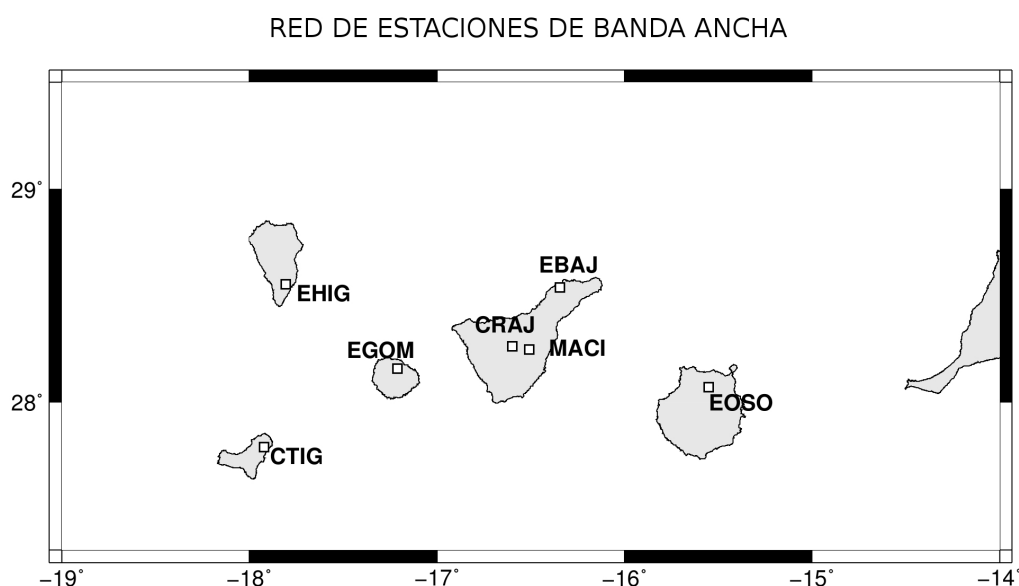 RED DE ESTACIONES DE BANDA ANCHA
29°
EBAJ
EHIG
CRAJ
EGOM
MACI
28°
EOSO
CTIG
−19° −18° −17° −16° −15° −14°